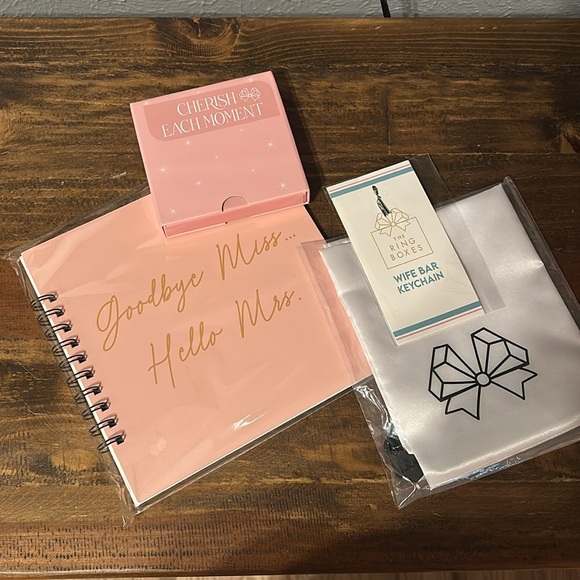 CHERISH
EACH MOMENT
Goodbye Miss...
Hello Mrs.
THE
RING
BOXES
WIFE BAR
KEYCHAIN